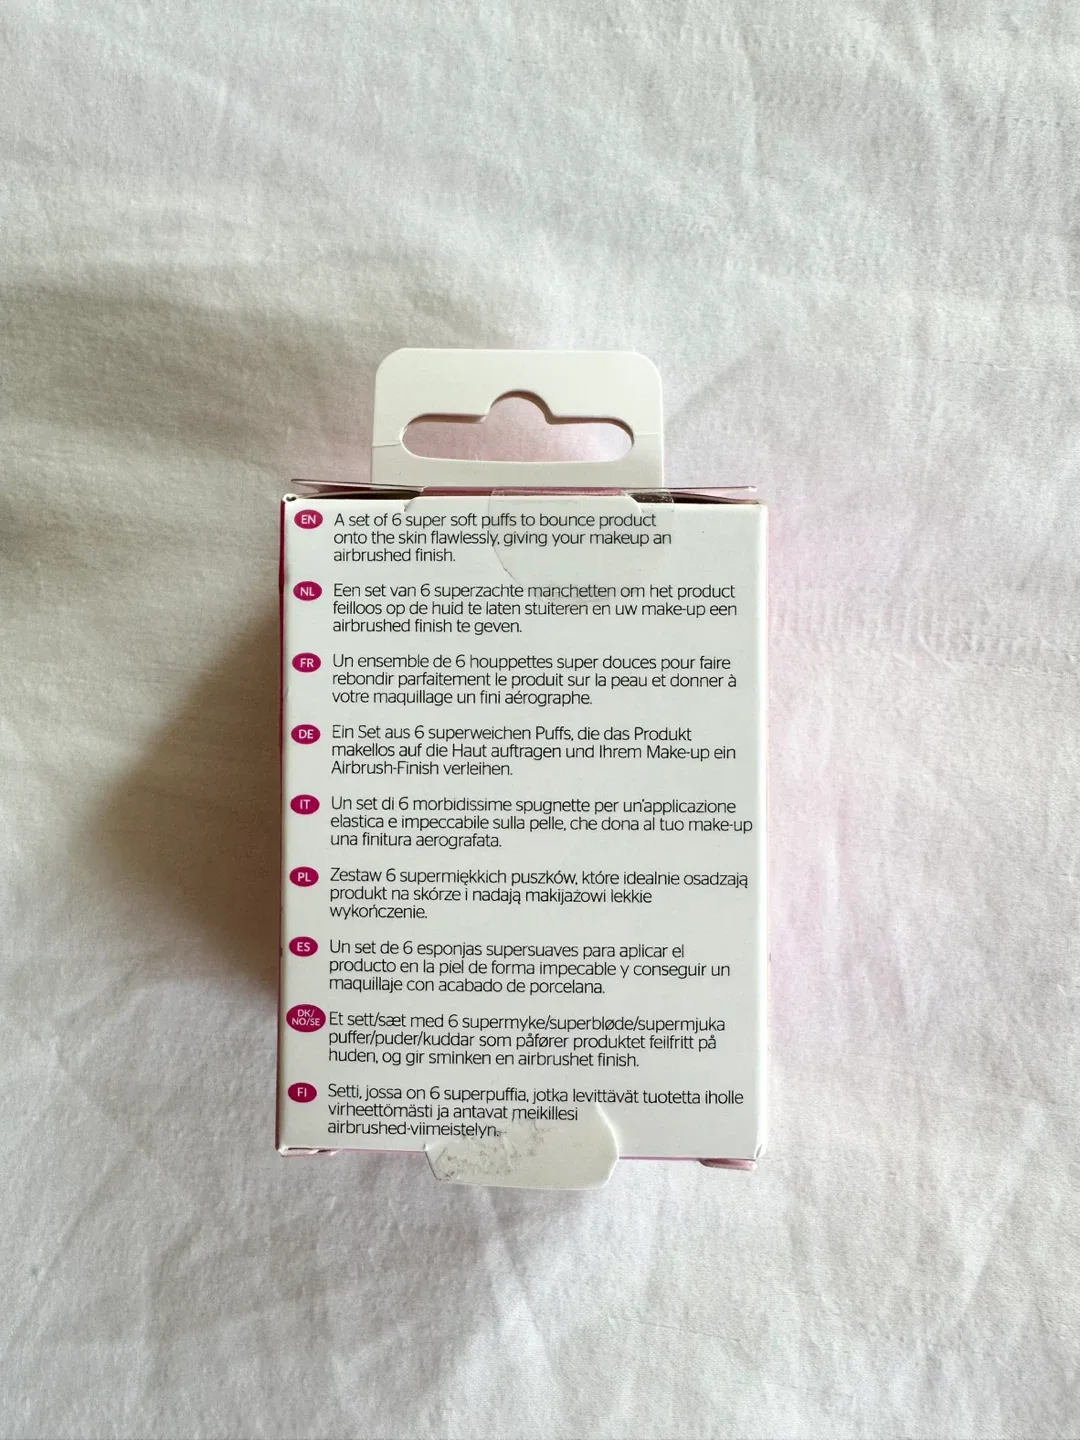 EN A set of 6 super soft puffs to bounce product
onto the skin flawlessly, giving your makeup an
airbrushed finish.
NL Een set van 6 superzachte manchetten om het product
feilloos op de huid te laten stuiteren en uw make-up een
airbrushed finish te geven.
FR Un ensemble de 6 houppettes super douces pour faire
rebondir parfaitement le produit sur la peau et donner à
votre maquillage un fini aérographe.
DE Ein Set aus 6 superweichen Puffs, die das Produkt
makellos auf die Haut auftragen und Ihrem Make-up ein
Airbrush-Finish verleihen.
IT Un set di 6 morbidissime spugnette per un'applicazione
elastica e impeccabile sulla pelle, che dona al tuo make-up
una finitura aerografata.
PL Zestaw 6 supermiękkich puszków, które idealnie osadzają
produkt na skórze i nadają makijażowi lekkie
wykończenie.
ES Un set de 6 esponjas supersuaves para aplicar el
producto en la piel de forma impecable y conseguir un
maquillaje con acabado de porcelana.
DK/
NO/SE Et sett/sæt med 6 supermyke/superbløde/supermjuka
puffer/puder/kuddar som påfører produktet feilfritt på
huden, og gir sminken en airbrushet finish.
FI Setti, jossa on 6 superpuffia, jotka levittävät tuotetta iholle
virheettömästi ja antavat meikillesi
airbrushed-viimeistelyn.